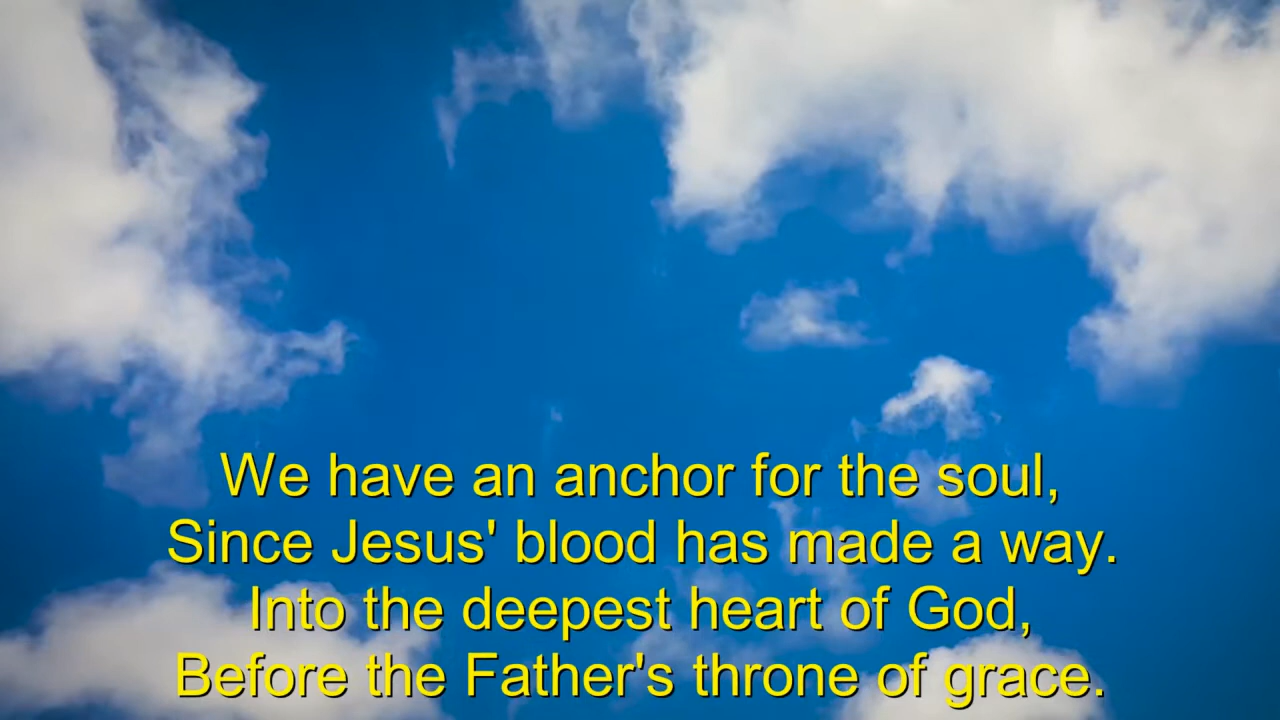 We have an anchor for the soul,
Since Jesus' blood has made a way.
Into the deepest heart of God,
Before the Father's throne of grace.